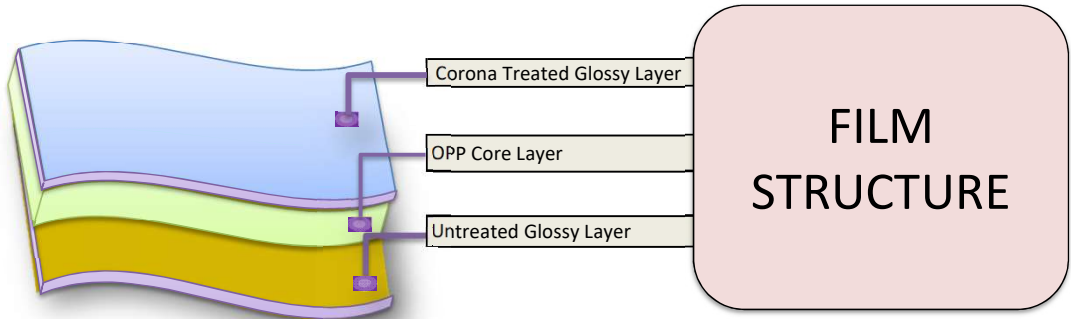 Corona Treated Glossy Layer
OPP Core Layer
Untreated Glossy Layer
FILM
STRUCTURE